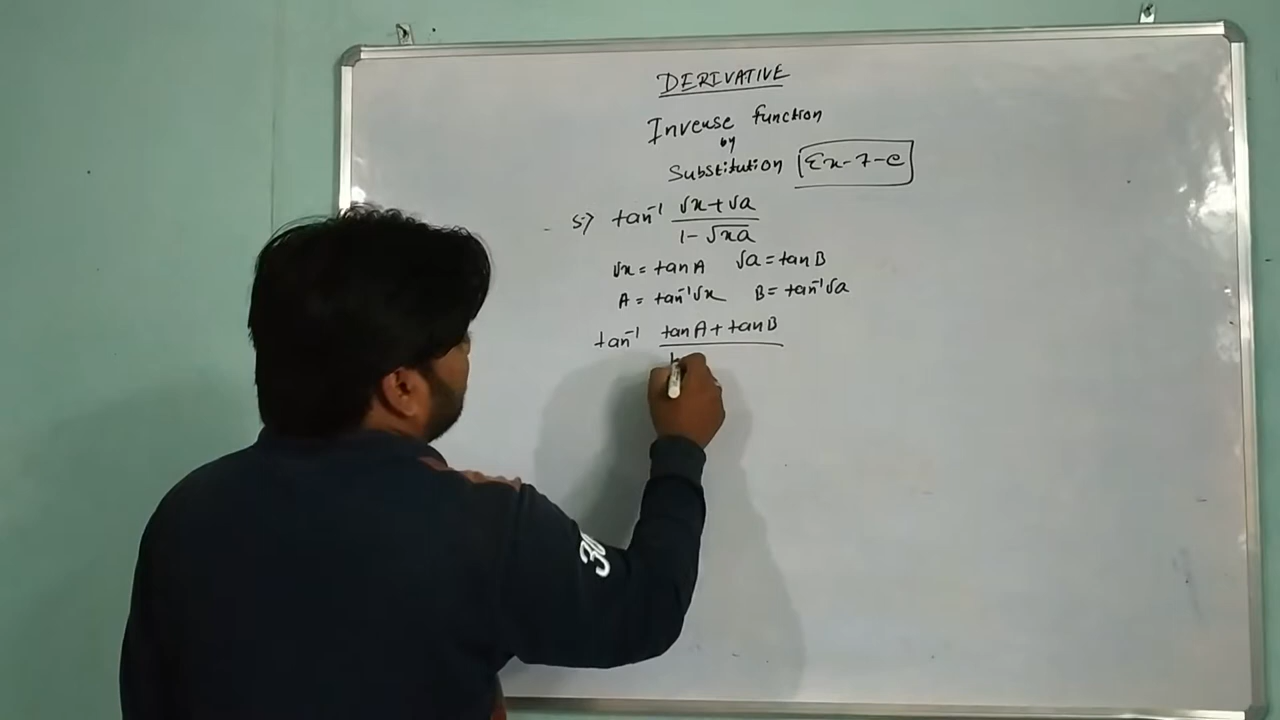 DERIVATIVE
Inverse function
by
Substitution Ex-7-C
5) tan⁻¹ √x+√a / 1-√xa
√x = tanA √a = tanB
A = tan⁻¹√x B = tan⁻¹√a
tan⁻¹ tanA + tanB
30